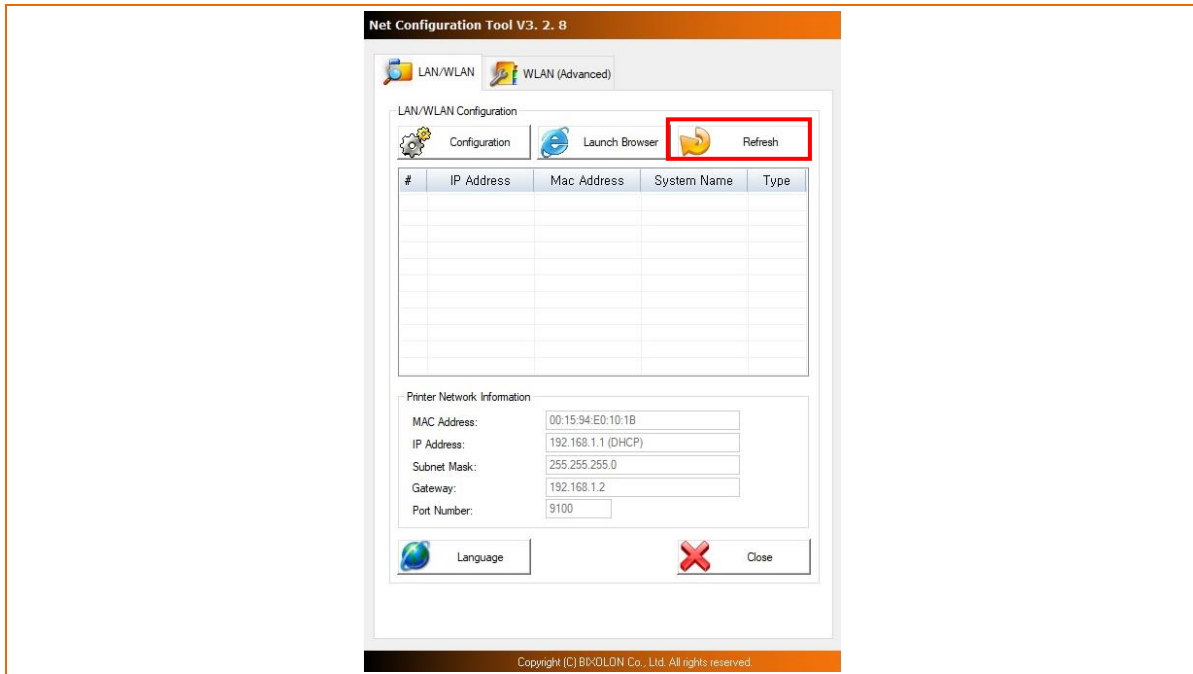 Net Configuration Tool V3. 2. 8
LAN/WLAN WLAN (Advanced)
LAN/WLAN Configuration
Configuration Launch Browser Refresh
# IP Address Mac Address System Name Type
Printer Network Information
MAC Address: 00:15:94:E0:10:1B
IP Address: 192.168.1.1 (DHCP)
Subnet Mask: 255.255.255.0
Gateway: 192.168.1.2
Port Number: 9100
Language Close
Copyright (C) BIXOLON Co., Ltd. All rights reserved.